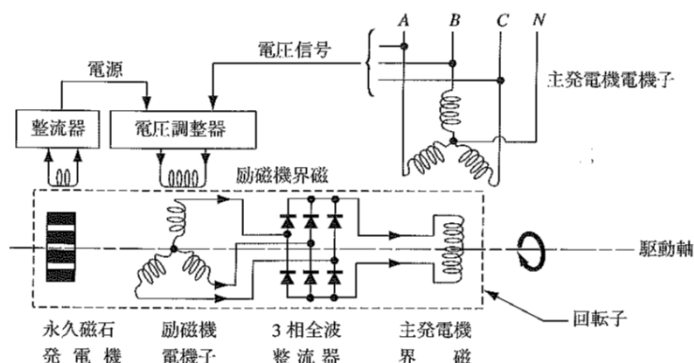 A B C N
電圧信号
電源
主発電機電機子
整流器
電圧調整器
励磁機界磁
駆動軸
回転子
永久磁石
発電機
励磁機
電機子
3相全波
整流器
主発電機
界磁